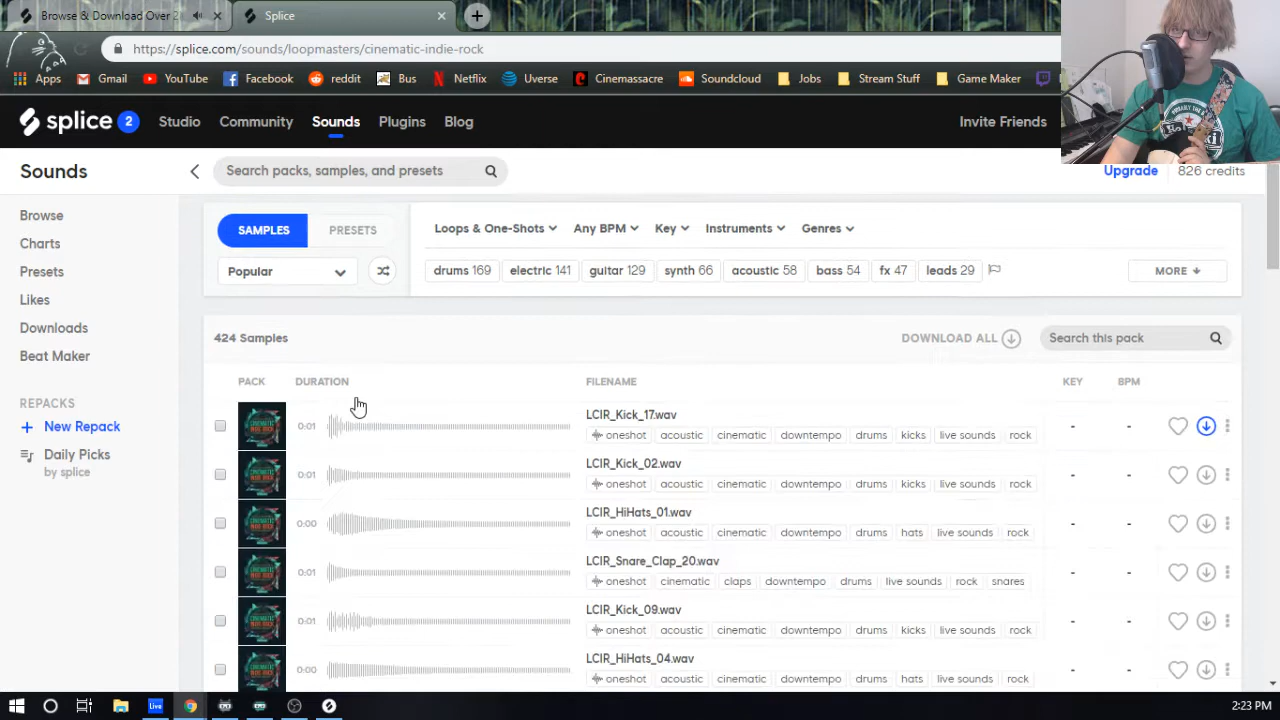 Browse & Download Over 2
Splice
https://splice.com/sounds/loopmasters/cinematic-indie-rock
Apps Gmail YouTube Facebook reddit Bus Netflix Uverse Cinemassacre Soundcloud Jobs Stream Stuff Game Maker
splice 2 Studio Community Sounds Plugins Blog Invite Friends
Sounds Search packs, samples, and presets Upgrade 826 credits
Browse
Charts
Presets
Likes
Downloads
Beat Maker
REPACKS
+ New Repack
Daily Picks
by splice
SAMPLES PRESETS Loops & One-Shots Any BPM Key Instruments Genres
Popular drums 169 electric 141 guitar 129 synth 66 acoustic 58 bass 54 fx 47 leads 29 MORE
424 Samples DOWNLOAD ALL Search this pack
PACK DURATION FILENAME KEY BPM
LCIR_Kick_17.wav
0:01 oneshot acoustic cinematic downtempo drums kicks live sounds rock - -
LCIR_Kick_02.wav
0:01 oneshot acoustic cinematic downtempo drums kicks live sounds rock - -
LCIR_HiHats_01.wav
0:00 oneshot acoustic cinematic downtempo drums hats live sounds rock - -
LCIR_Snare_Clap_20.wav
0:01 oneshot cinematic claps downtempo drums live sounds rock snares - -
LCIR_Kick_09.wav
0:01 oneshot acoustic cinematic downtempo drums kicks live sounds rock - -
LCIR_HiHats_04.wav
0:00 oneshot acoustic cinematic downtempo drums hats live sounds rock - -
Live
2:23 PM